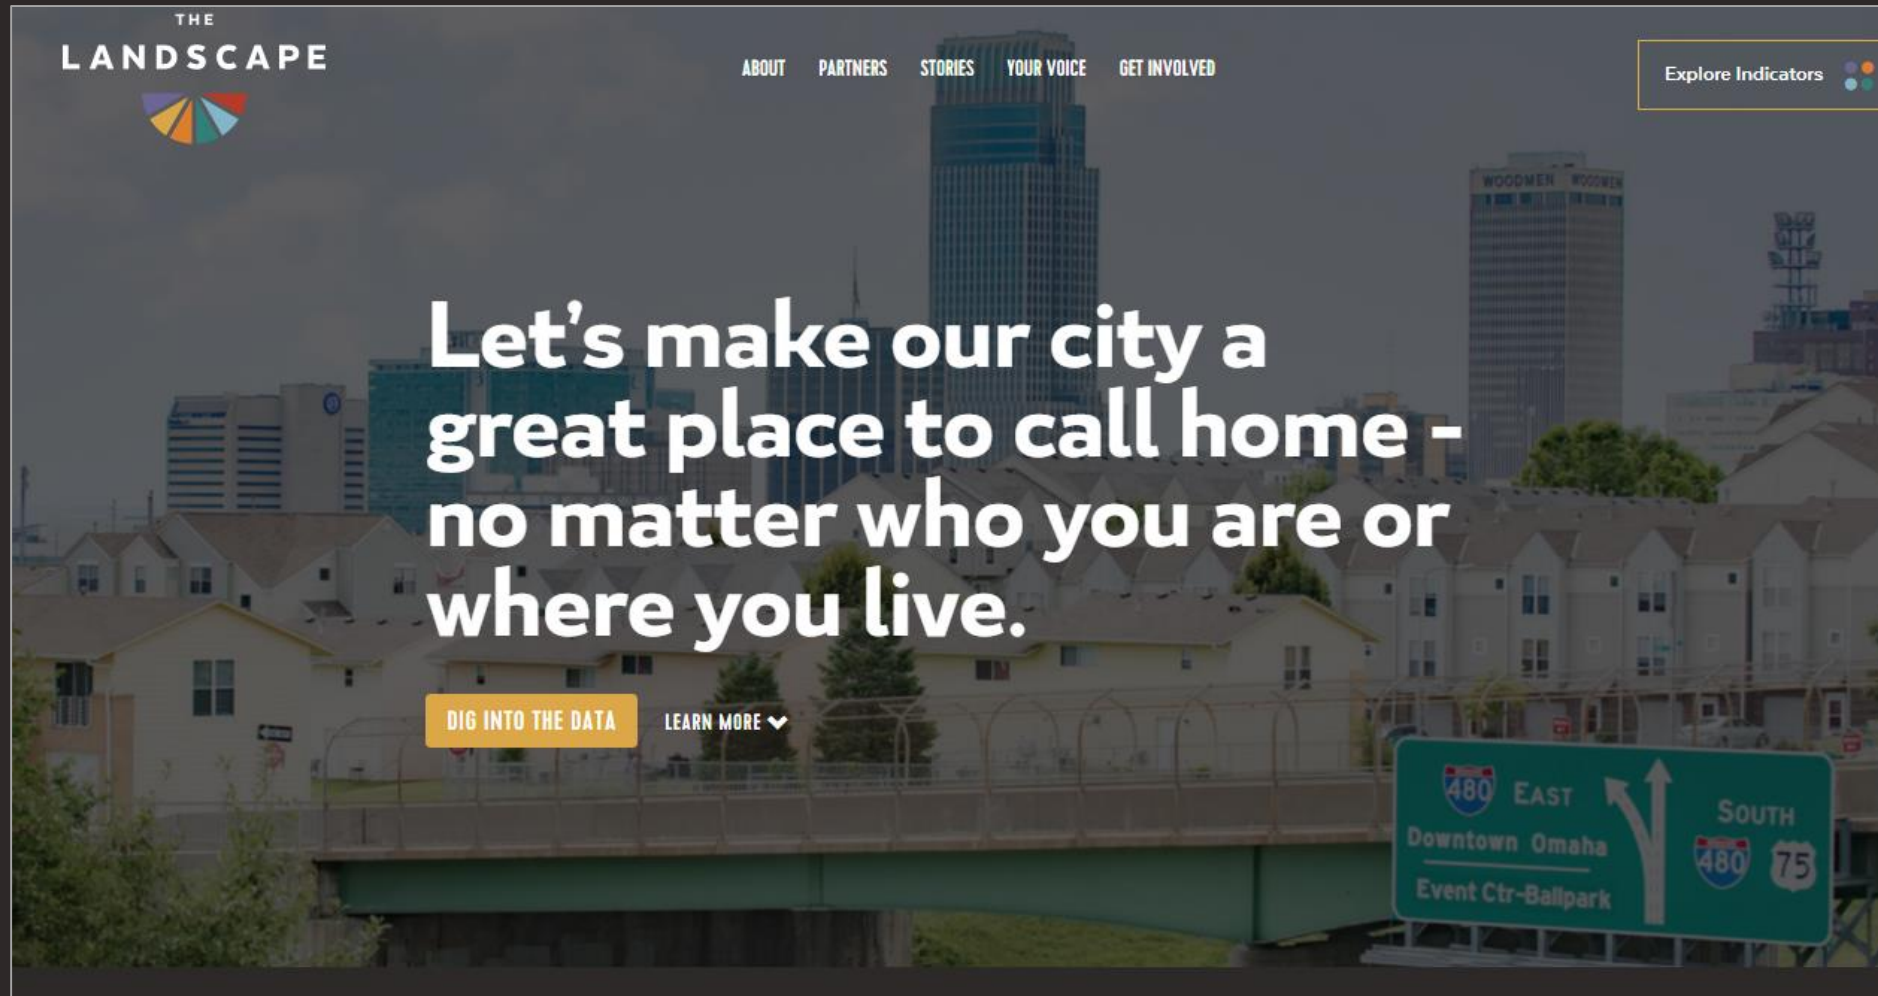 THE
LANDSCAPE
ABOUT PARTNERS STORIES YOUR VOICE GET INVOLVED
Explore Indicators
WOODMEN WOODMEN
Let's make our city a
great place to call home -
no matter who you are or
where you live.
DIG INTO THE DATA LEARN MORE
480 EAST
Downtown Omaha
Event Ctr-Ballpark
SOUTH
480 75